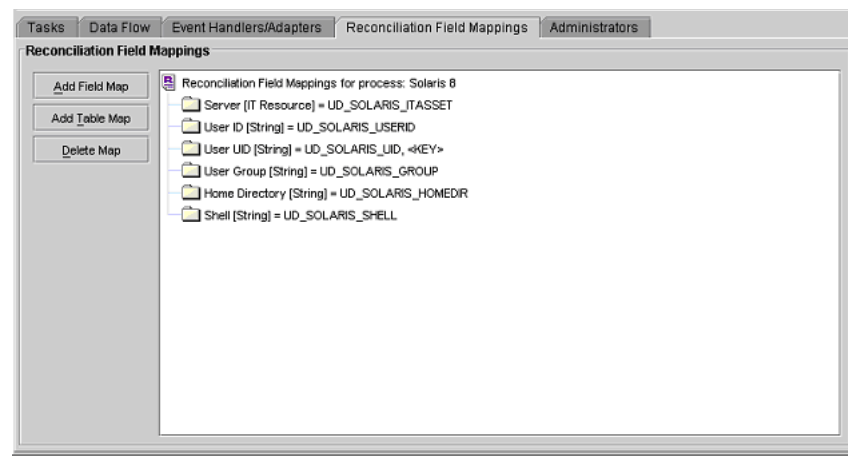 Tasks Data Flow Event Handlers/Adapters Reconciliation Field Mappings Administrators
Reconciliation Field Mappings
Add Field Map
Add Table Map
Delete Map
Reconciliation Field Mappings for process: Solaris 8
Server [IT Resource] = UD_SOLARIS_ITASSET
User ID [String] = UD_SOLARIS_USERID
User UID [String] = UD_SOLARIS_UID, <KEY>
User Group [String] = UD_SOLARIS_GROUP
Home Directory [String] = UD_SOLARIS_HOMEDIR
Shell [String] = UD_SOLARIS_SHELL